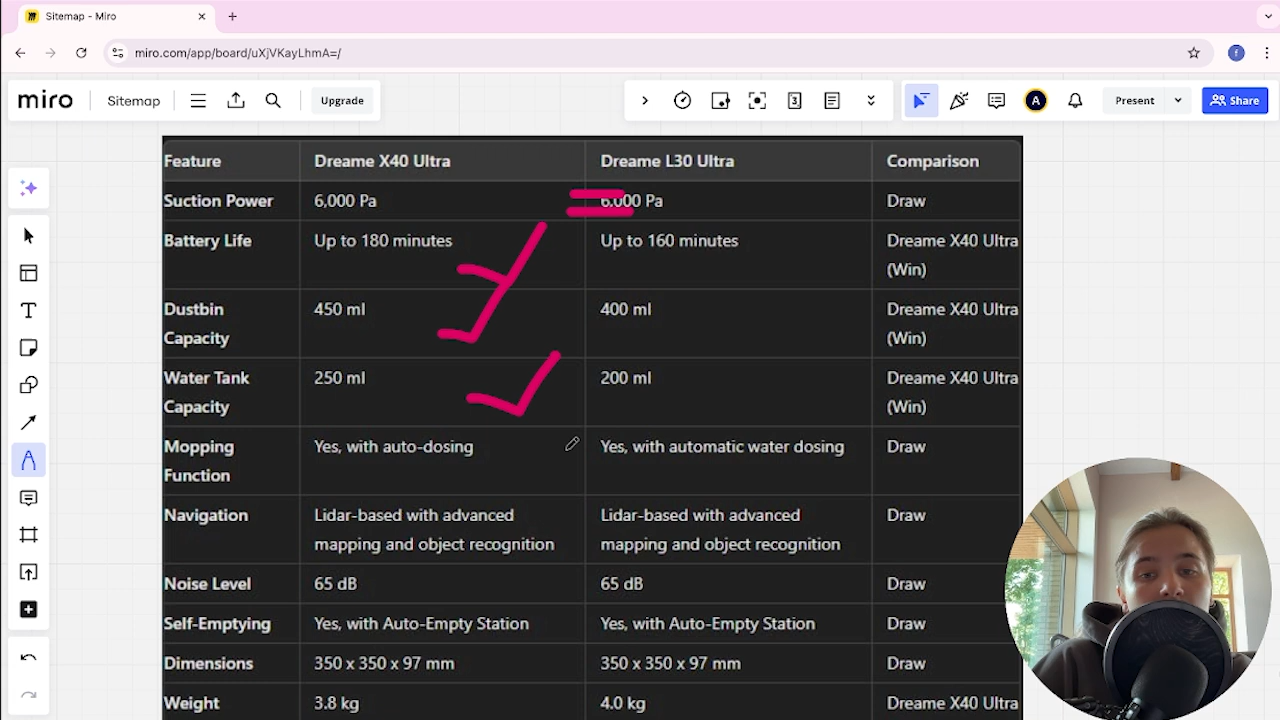 Sitemap - Miro
miro.com/app/board/uXjVKayLhmA=/
f
miro
Sitemap
Upgrade
3
A
Present
Share
Feature
Dreame X40 Ultra
Dreame L30 Ultra
Comparison
Suction Power
6,000 Pa
6,000 Pa
Draw
Battery Life
Up to 180 minutes
Up to 160 minutes
Dreame X40 Ultra
(Win)
Dustbin
Capacity
450 ml
400 ml
Dreame X40 Ultra
(Win)
Water Tank
Capacity
250 ml
200 ml
Dreame X40 Ultra
(Win)
Mopping
Function
Yes, with auto-dosing
Yes, with automatic water dosing
Draw
Navigation
Lidar-based with advanced
mapping and object recognition
Lidar-based with advanced
mapping and object recognition
Draw
Noise Level
65 dB
65 dB
Draw
Self-Emptying
Yes, with Auto-Empty Station
Yes, with Auto-Empty Station
Draw
Dimensions
350 x 350 x 97 mm
350 x 350 x 97 mm
Draw
Weight
3.8 kg
4.0 kg
Dreame X40 Ultra